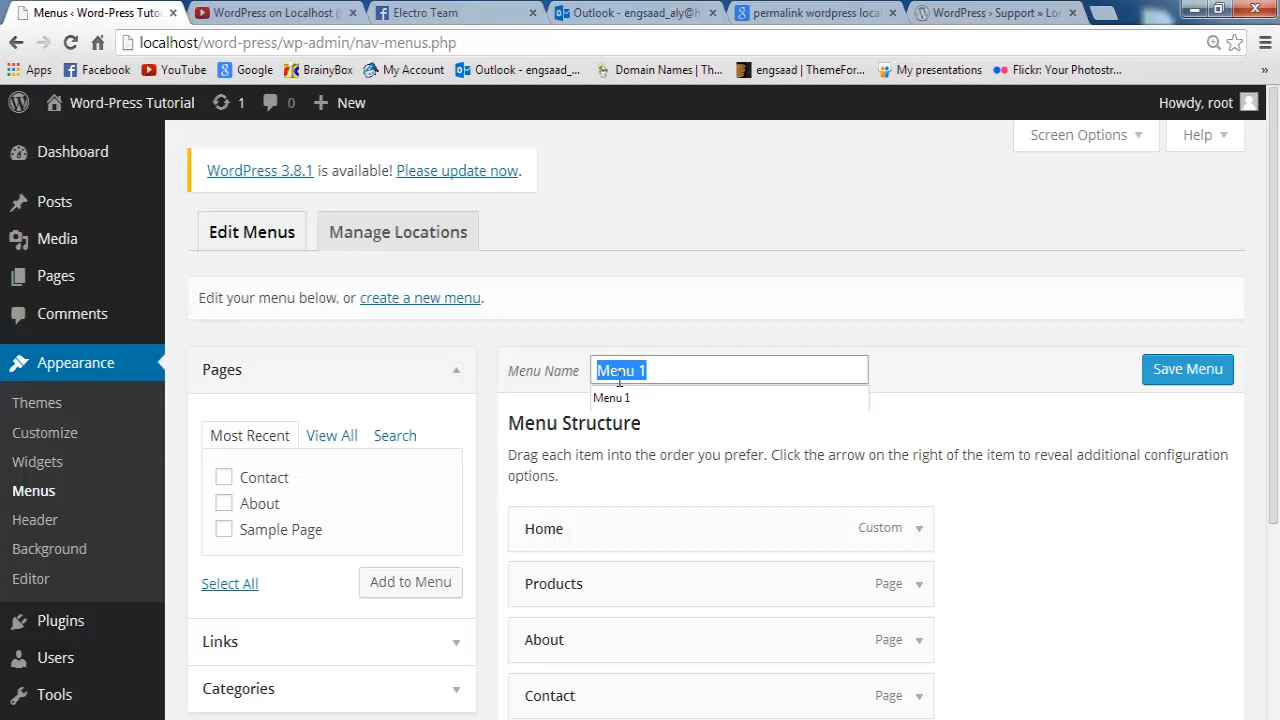 Menus ‹ Word-Press Tuto
WordPress on Localhost (
Electro Team
Outlook - engsaad_aly@h
permalink wordpress local
WordPress › Support » Loc
localhost/word-press/wp-admin/nav-menus.php
Apps
Facebook
YouTube
Google
BrainyBox
My Account
Outlook - engsaad_...
Domain Names | Th...
engsaad | ThemeFor...
My presentations
Flickr: Your Photostr...
»
Word-Press Tutorial
1
0
New
Howdy, root
Screen Options
Help
Dashboard
Posts
Media
Pages
Comments
Appearance
Themes
Customize
Widgets
Menus
Header
Background
Editor
Plugins
Users
Tools
WordPress 3.8.1 is available! Please update now.
Edit Menus
Manage Locations
Edit your menu below, or create a new menu.
Pages
Most Recent
View All
Search
Contact
About
Sample Page
Select All
Add to Menu
Links
Categories
Menu Name
Menu 1
Menu 1
Save Menu
Menu Structure
Drag each item into the order you prefer. Click the arrow on the right of the item to reveal additional configuration
options.
Home
Custom
Products
Page
About
Page
Contact
Page